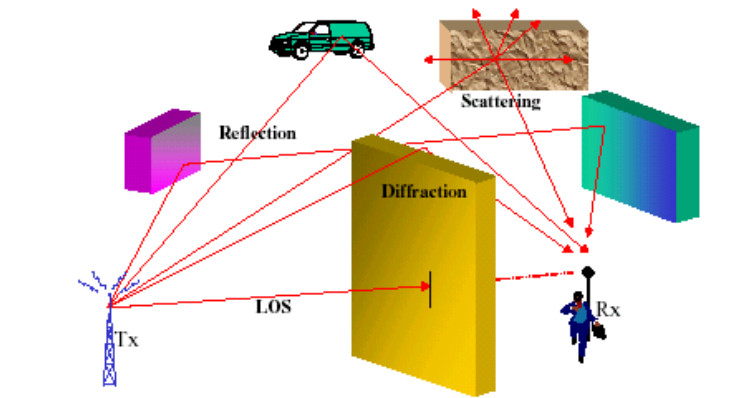 Scattering
Reflection
Diffraction
LOS
Rx
Tx